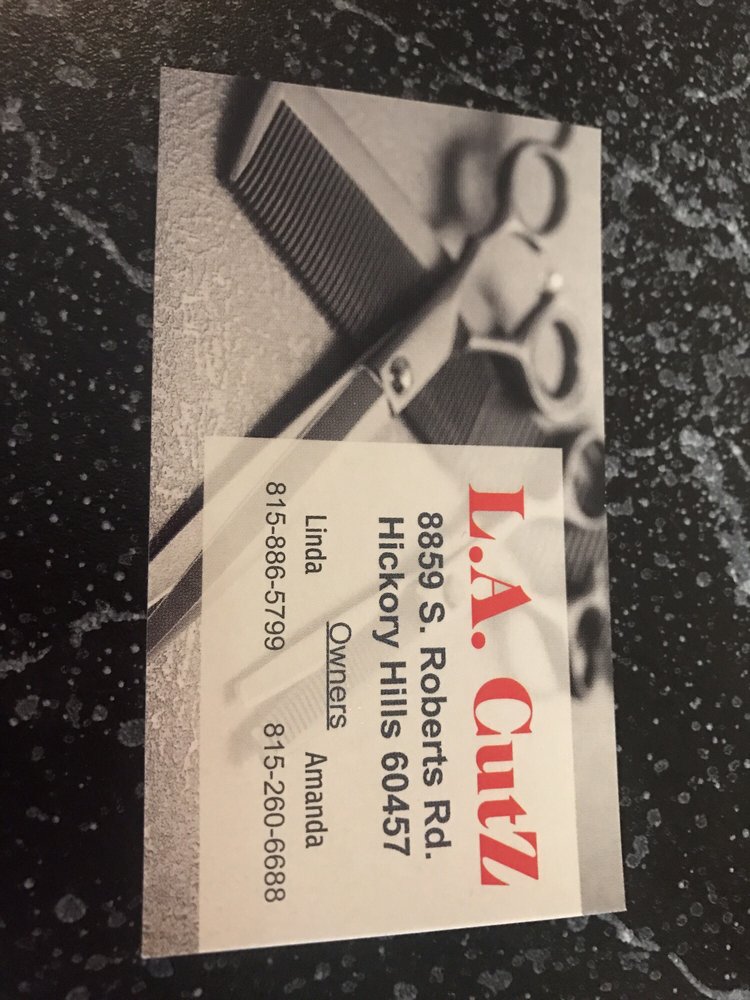 L.A. CutZ
8859 S. Roberts Rd.
Hickory Hills 60457
Owners
Linda Amanda
815-886-5799 815-260-6688